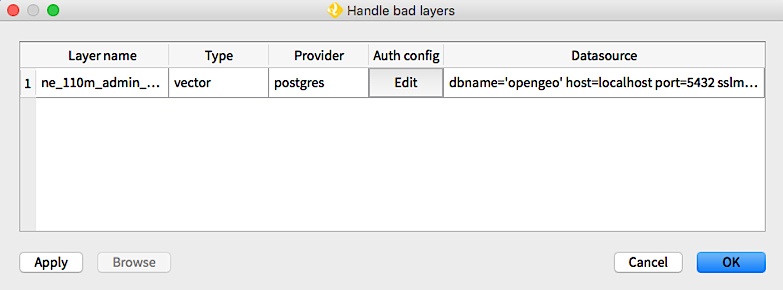 Handle bad layers
Layer name Type Provider Auth config Datasource
1 ne_110m_admin_... vector postgres Edit dbname='opengeo' host=localhost port=5432 sslm...
Apply Browse Cancel OK